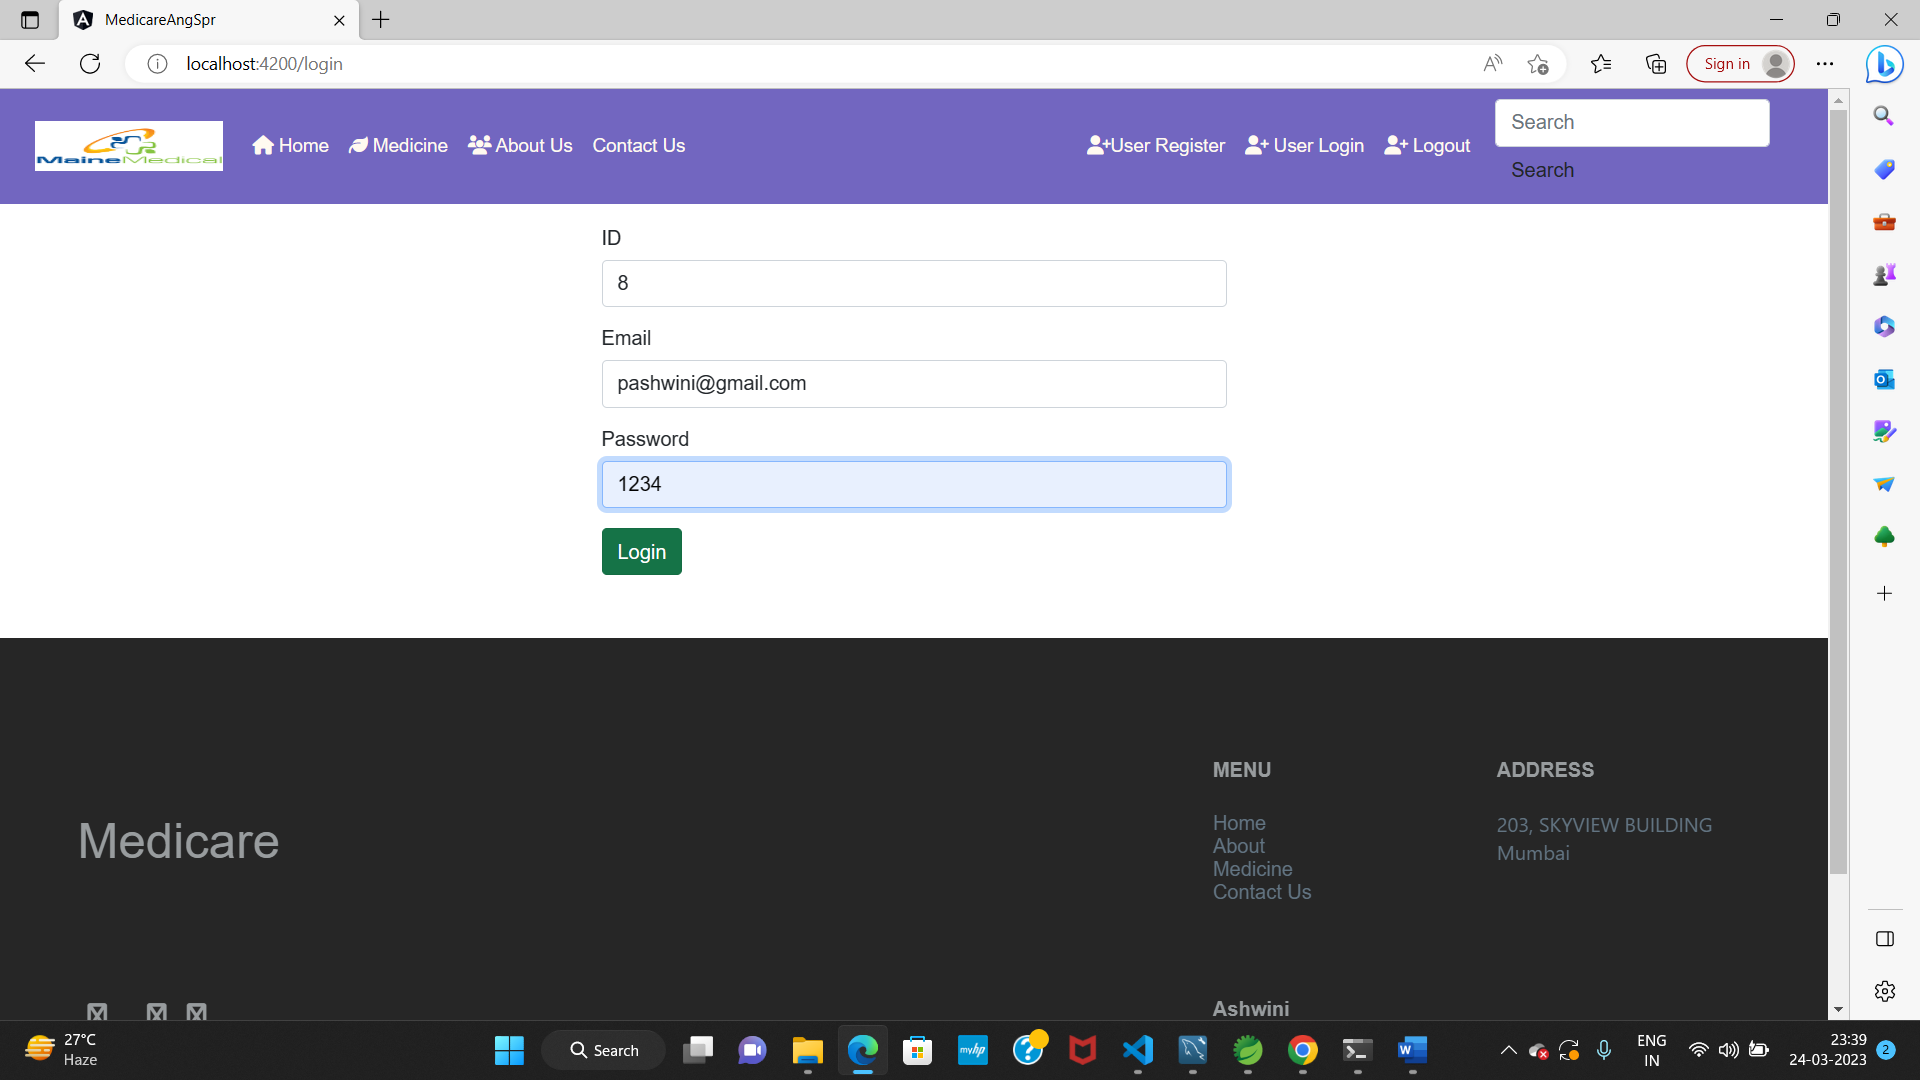 MedicareAngSpr
localhost:4200/login
Sign in
MaineMedical
Home
Medicine
About Us
Contact Us
User Register
User Login
Logout
Search
Search
ID
8
Email
pashwini@gmail.com
Password
1234
Login
MENU
ADDRESS
Home
About
Medicine
Contact Us
203, SKYVIEW BUILDING
Mumbai
Medicare
Ashwini
27°C
Haze
Search
myhp
ENG
IN
23:39
24-03-2023
2